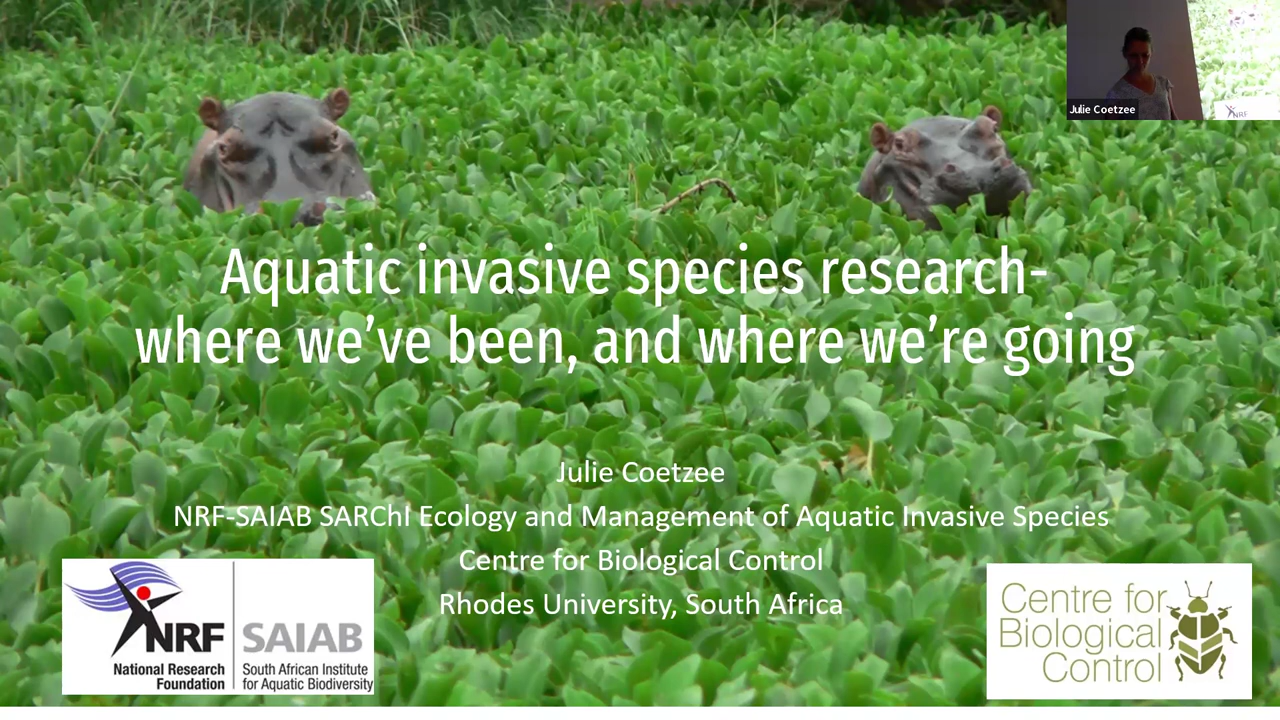 Julie Coetzee
NRF
Aquatic invasive species research-
where we've been, and where we're going
Julie Coetzee
NRF-SAIAB SARChI Ecology and Management of Aquatic Invasive Species
Centre for Biological Control
Rhodes University, South Africa
NRF
National Research
Foundation
SAIAB
South African Institute
for Aquatic Biodiversity
Centre for
Biological
Control